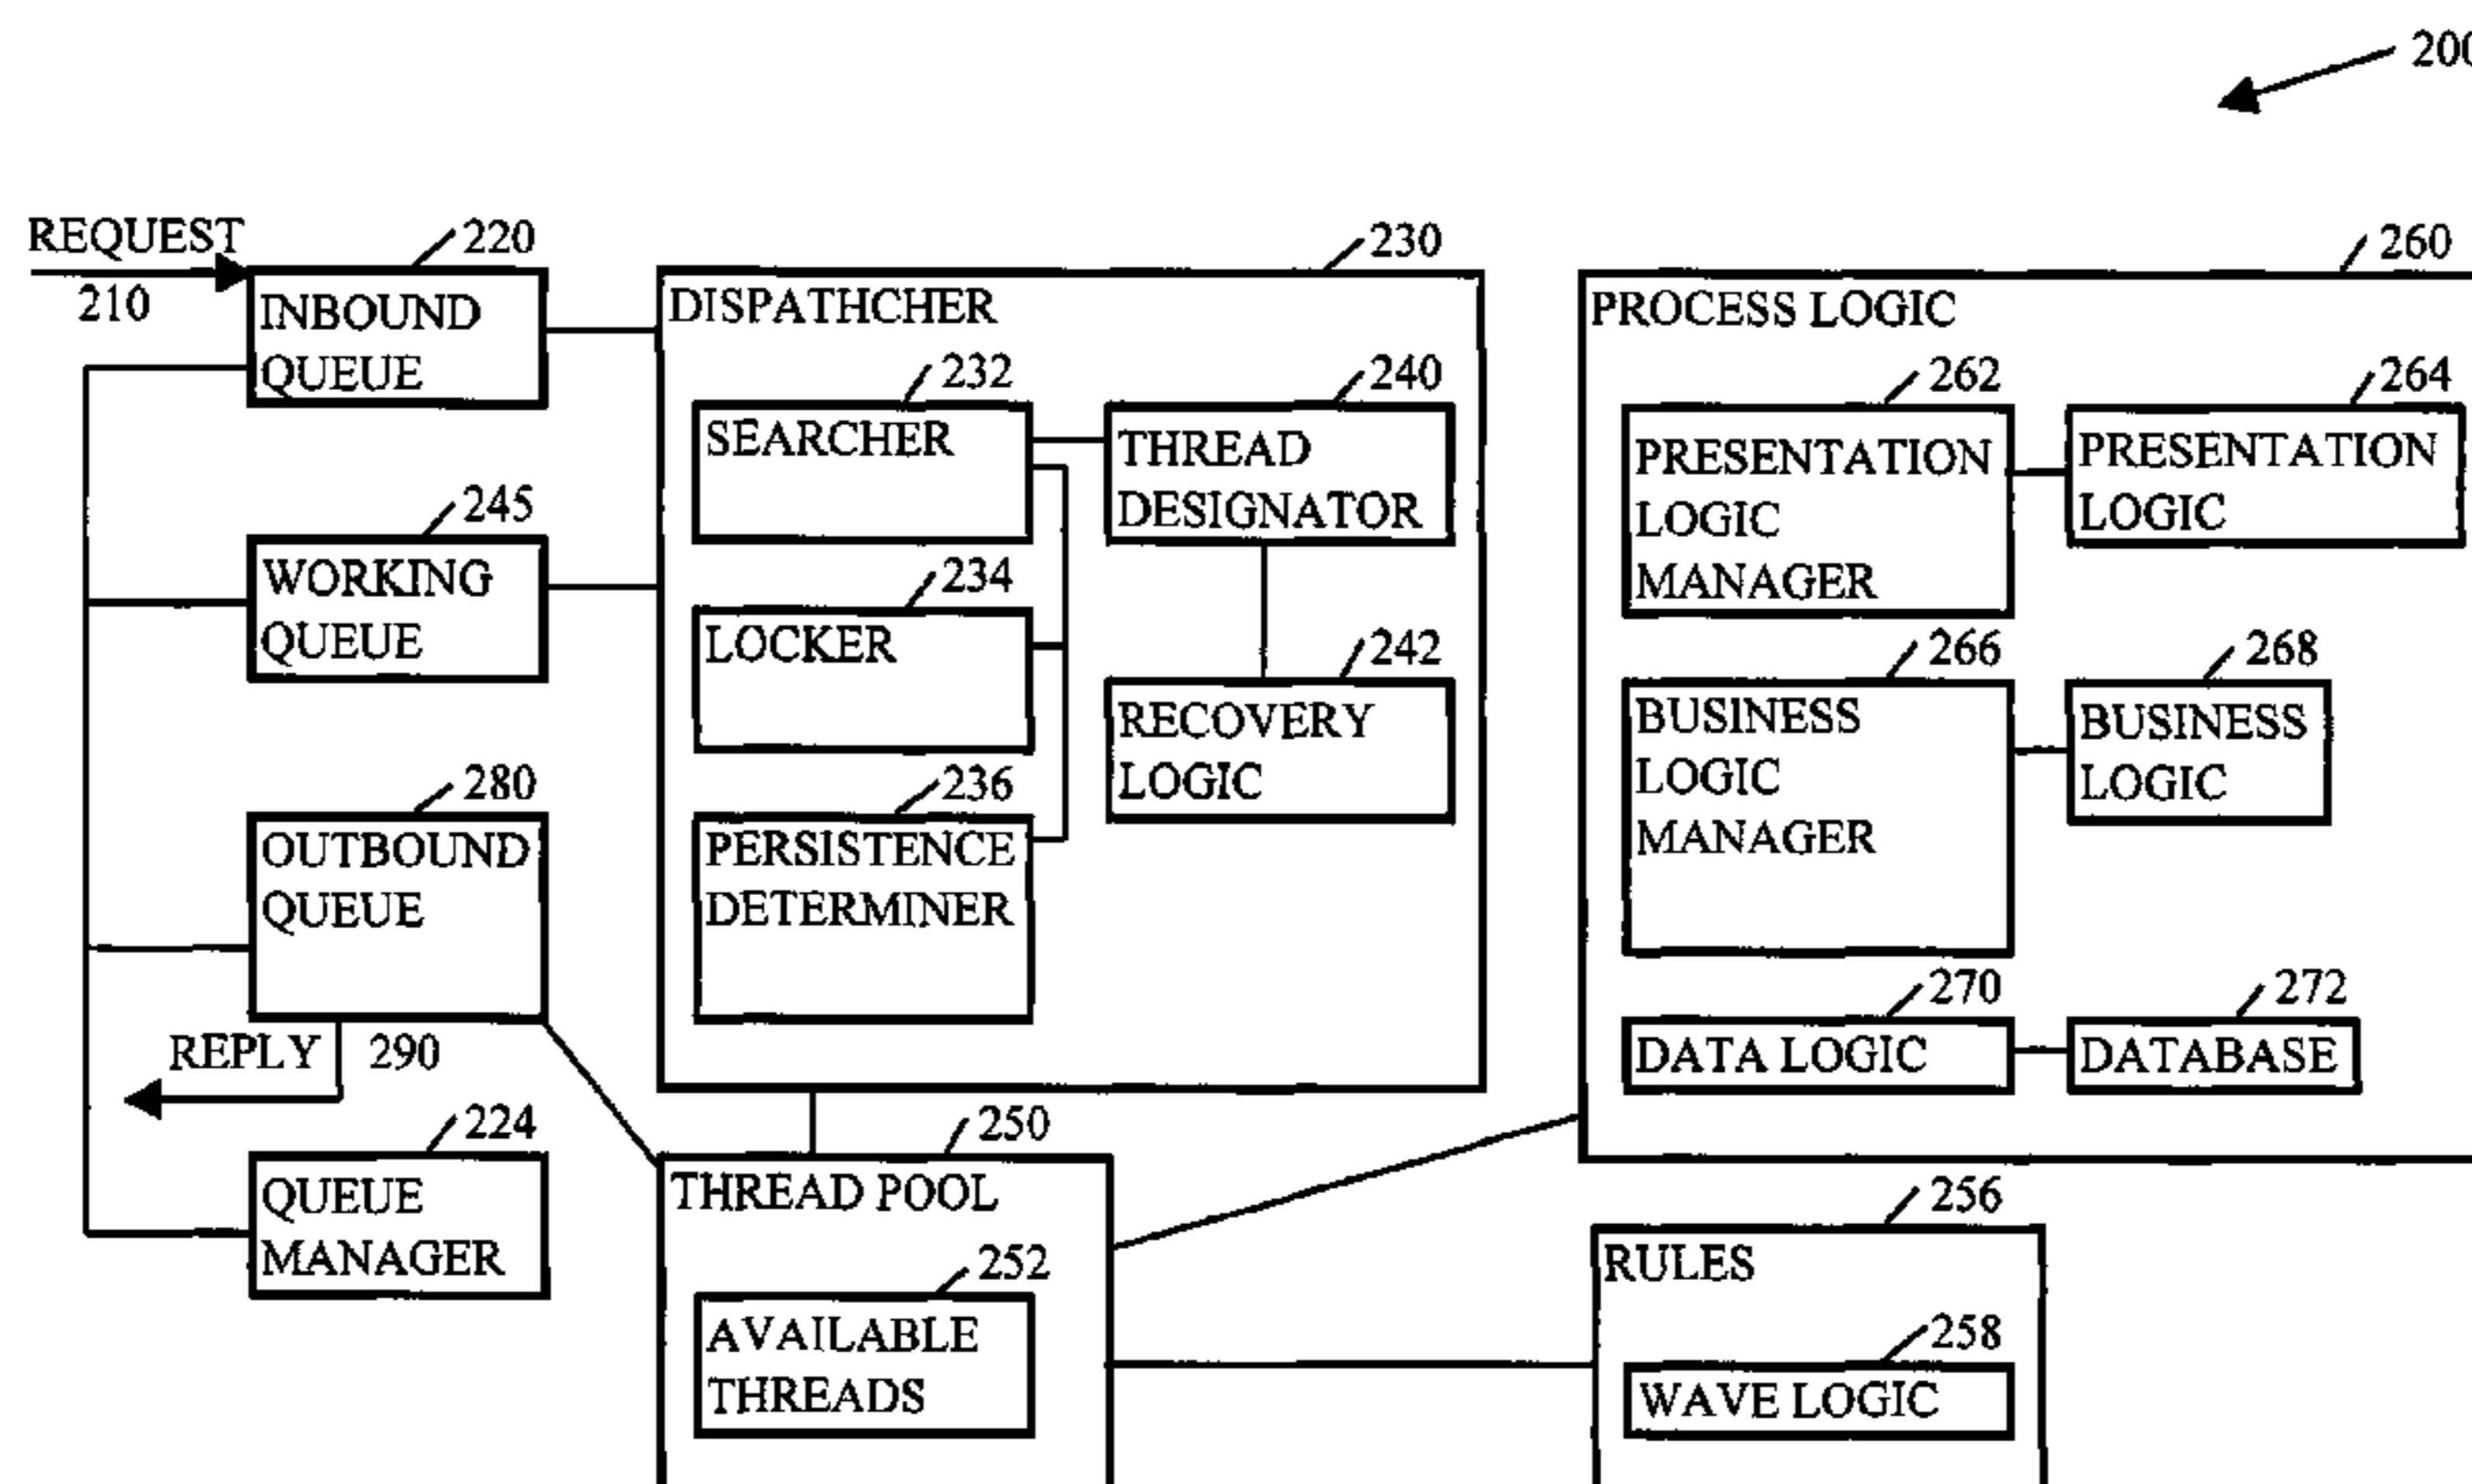 200
REQUEST
210
220
INBOUND
QUEUE
245
WORKING
QUEUE
280
OUTBOUND
QUEUE
REPLY 290
224
QUEUE
MANAGER
230
DISPATHCHER
232
SEARCHER
240
THREAD
DESIGNATOR
234
LOCKER
242
RECOVERY
LOGIC
236
PERSISTENCE
DETERMINER
250
THREAD POOL
252
AVAILABLE
THREADS
260
PROCESS LOGIC
262
PRESENTATION
LOGIC
MANAGER
264
PRESENTATION
LOGIC
266
BUSINESS
LOGIC
MANAGER
268
BUSINESS
LOGIC
270
DATA LOGIC
272
DATABASE
256
RULES
258
WAVE LOGIC